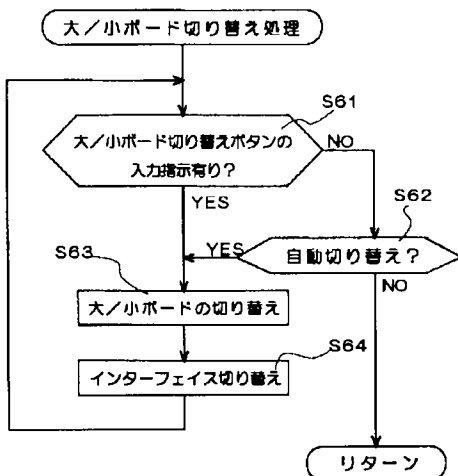 大／小ボード切り替え処理
S61
大／小ボード切り替えボタンの
入力指示有り？
NO
YES
S62
YES
自動切り替え？
S63
NO
大／小ボードの切り替え
S64
インターフェイス切り替え
リターン